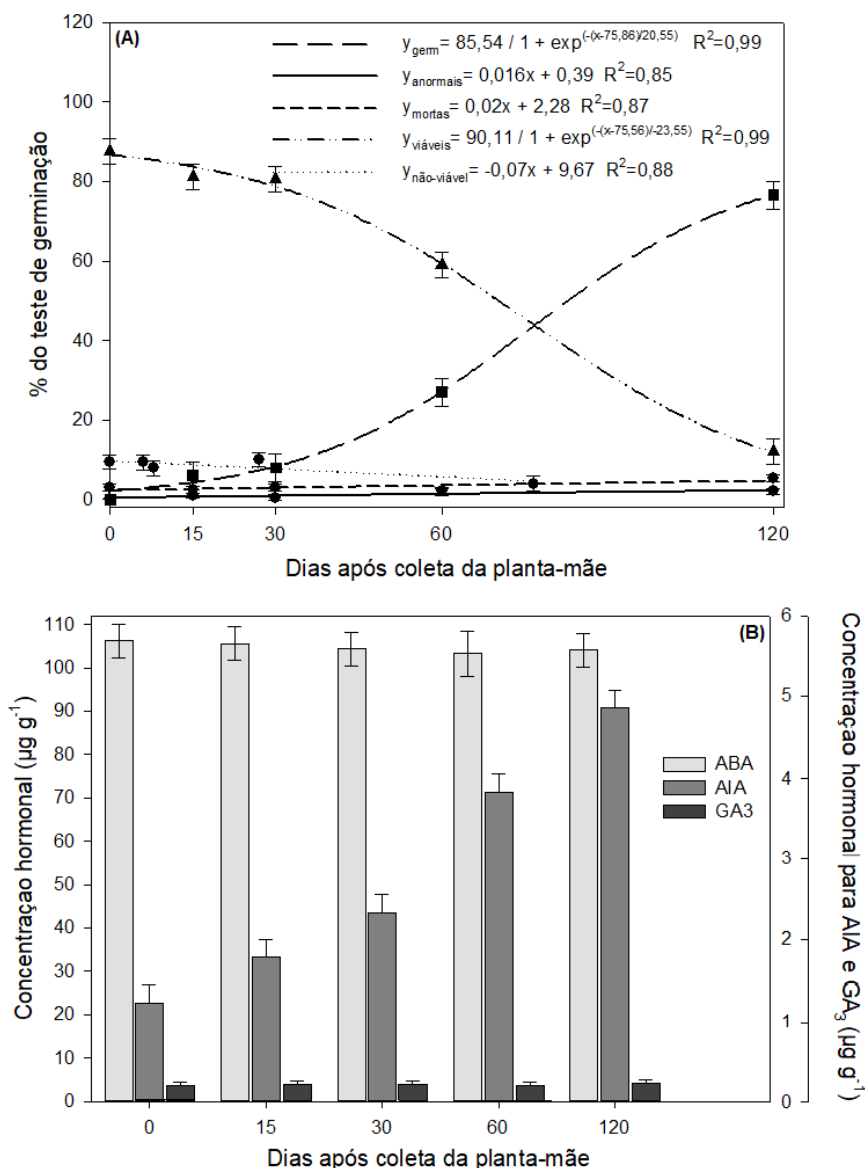 (A)
120
100
80
60
40
20
0
% do teste de germinação
y germ= 85,54 / 1 + exp(-(x-75,86)/20,55) R2=0,99
y anormais= 0,016x + 0,39 R2=0,85
y mortas= 0,02x + 2,28 R2=0,87
y viáveis= 90,11 / 1 + exp(-(x-75,56)/-23,55) R2=0,99
y não-viável= -0,07x + 9,67 R2=0,88
0 15 30 60 120
Dias após coleta da planta-mãe
(B)
110
100
90
80
70
60
50
40
30
20
10
0
Concentraçao hormonal (µg g-1)
ABA
AIA
GA3
6
5
4
3
2
1
0
Concentraçao hormonal para AIA e GA3 (µg g-1)
0 15 30 60 120
Dias após coleta da planta-mãe